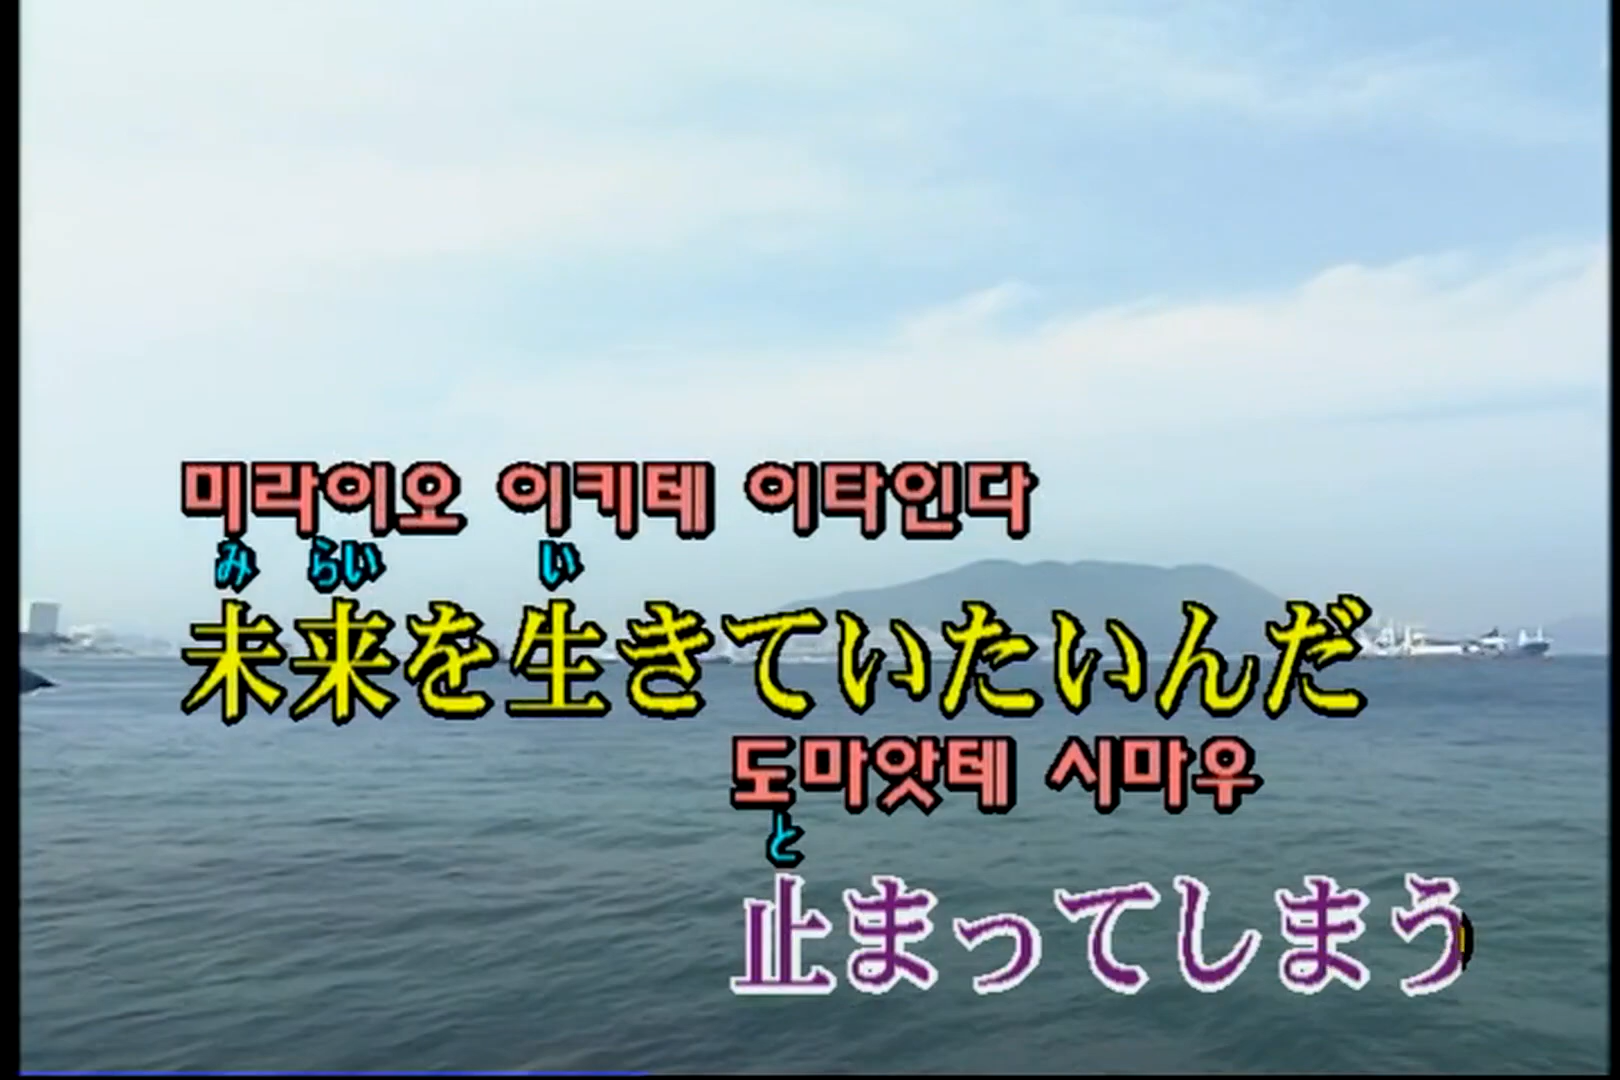 미라이오 이키테 이타인다
み らい い
未来を生きていたいんだ
도마앗테 시마우
と
止まってしまう